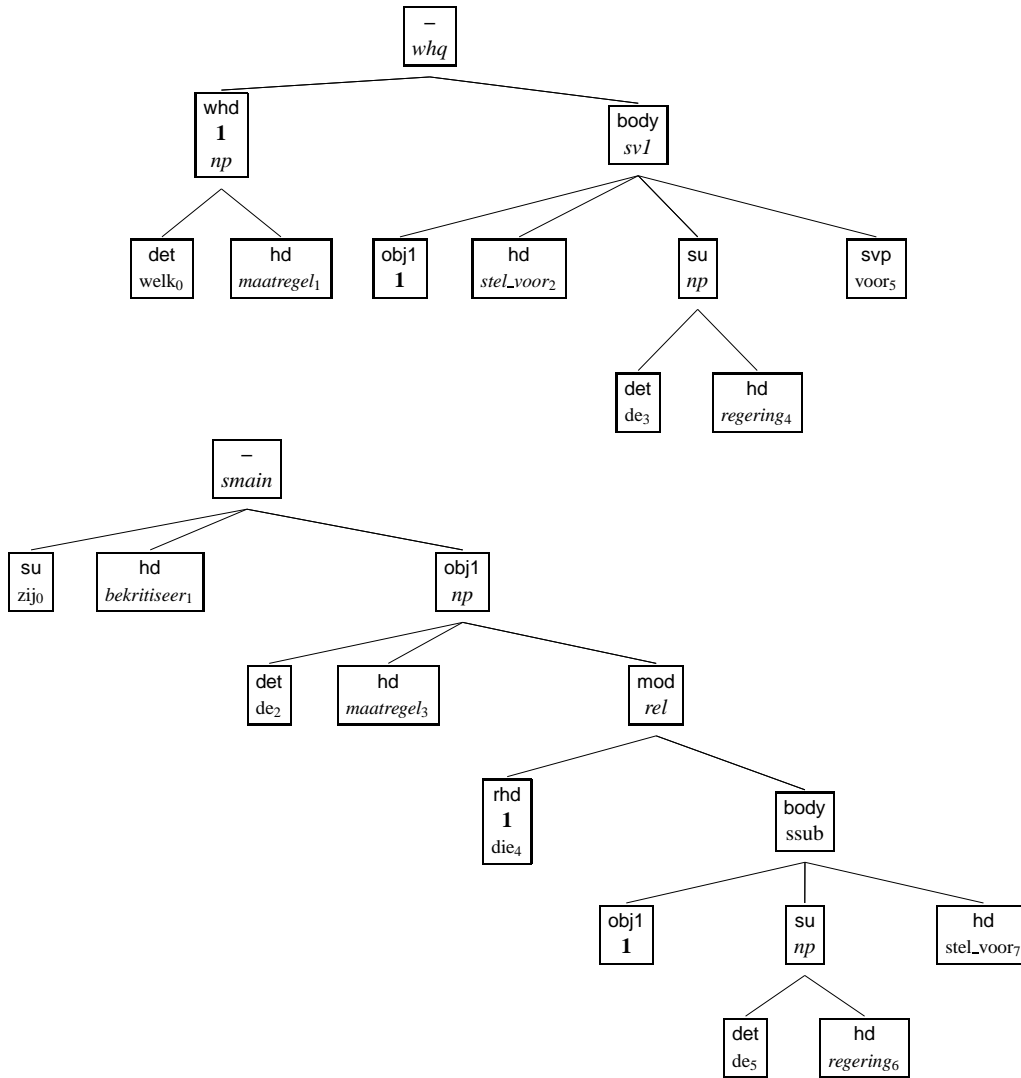 –
whq
whd
1
np
body
sv1
det
welk0
hd
maatregel1
obj1
1
hd
stel_voor2
su
np
svp
voor5
det
de3
hd
regering4
–
smain
su
zij0
hd
bekritiseer1
obj1
np
det
de2
hd
maatregel3
mod
rel
rhd
1
die4
body
ssub
obj1
1
su
np
hd
stel_voor7
det
de5
hd
regering6